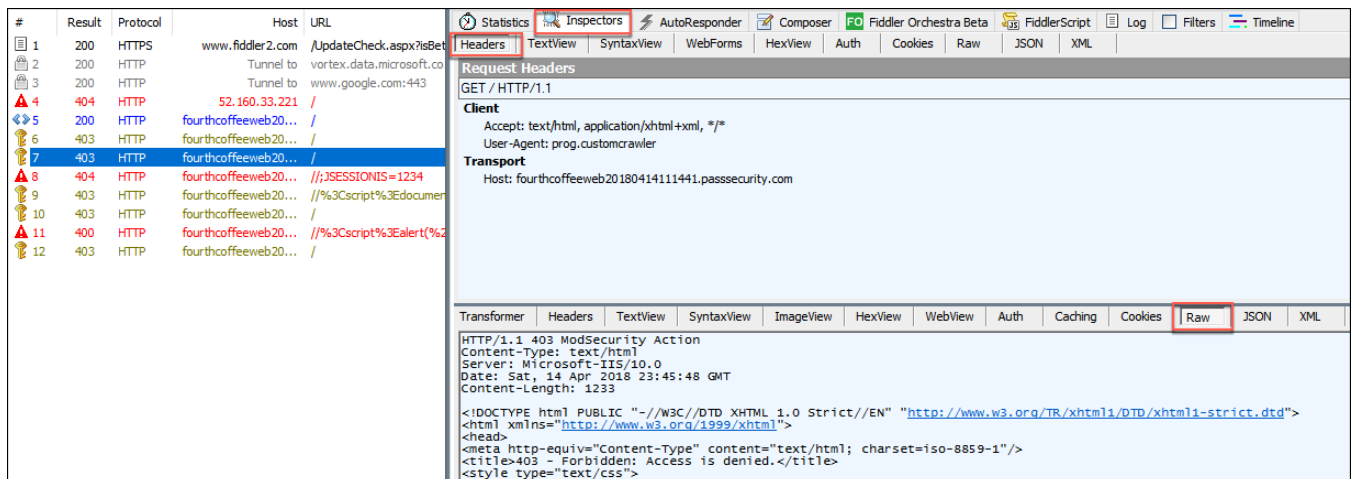 # Result Protocol Host URL
1 200 HTTPS www.fiddler2.com /UpdateCheck.aspx?isBet
2 200 HTTP Tunnel to vortex.data.microsoft.co
3 200 HTTP Tunnel to www.google.com:443
4 404 HTTP 52.160.33.221 /
5 200 HTTP fourthcoffeeweb20... /
6 403 HTTP fourthcoffeeweb20... /
7 403 HTTP fourthcoffeeweb20... /
8 404 HTTP fourthcoffeeweb20... //;JSESSIONIS=1234
9 403 HTTP fourthcoffeeweb20... //%3Cscript%3Edocumen
10 403 HTTP fourthcoffeeweb20... /
11 400 HTTP fourthcoffeeweb20... //%3Cscript%3Ealert(%2
12 403 HTTP fourthcoffeeweb20... /
Statistics Inspectors AutoResponder Composer FO Fiddler Orchestra Beta JS FiddlerScript Log Filters Timeline
Headers TextView SyntaxView WebForms HexView Auth Cookies Raw JSON XML
Request Headers
GET / HTTP/1.1
Client
Accept: text/html, application/xhtml+xml, */*
User-Agent: prog.customcrawler
Transport
Host: fourthcoffeeweb20180414111441.passsecurity.com
Transformer Headers TextView SyntaxView ImageView HexView WebView Auth Caching Cookies Raw JSON XML
HTTP/1.1 403 ModSecurity Action
Content-Type: text/html
Server: Microsoft-IIS/10.0
Date: Sat, 14 Apr 2018 23:45:48 GMT
Content-Length: 1233
<!DOCTYPE html PUBLIC "-//W3C//DTD XHTML 1.0 Strict//EN" "http://www.w3.org/TR/xhtml1/DTD/xhtml1-strict.dtd">
<html xmlns="http://www.w3.org/1999/xhtml">
<head>
<meta http-equiv="Content-Type" content="text/html; charset=iso-8859-1"/>
<title>403 - Forbidden: Access is denied.</title>
<style type="text/css">